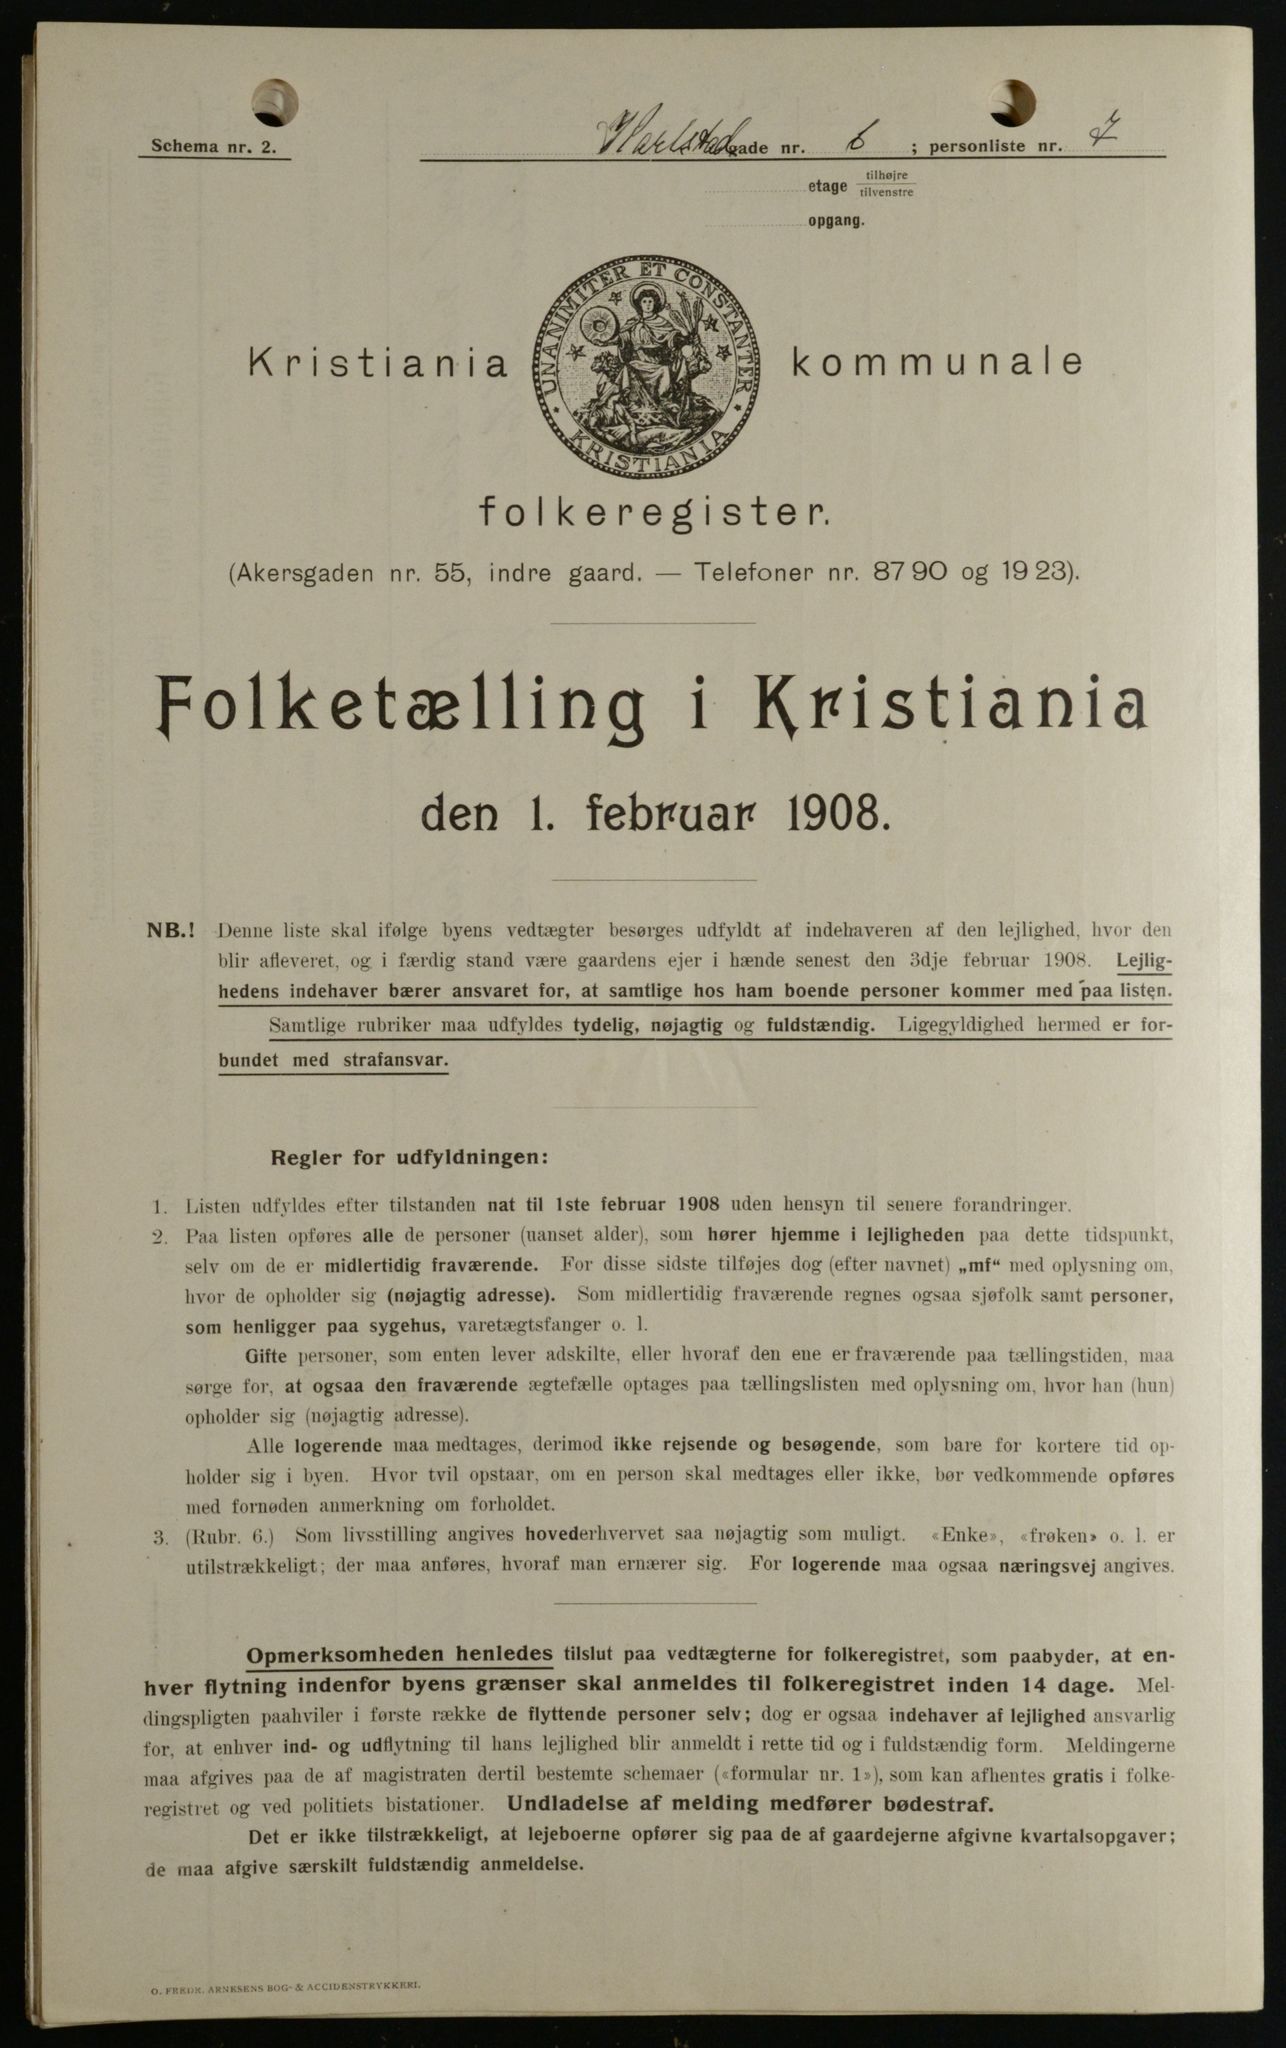 Schema nr. 2.
Karlstadgade nr. 6 ; personliste nr. 7
etage tilhøjre
tilvenstre
opgang.
UNANIMITER ET CONSTANTER
KRISTIANIA
Kristiania kommunale
folkeregister.
(Akersgaden nr. 55, indre gaard. — Telefoner nr. 8790 og 1923).
Folketælling i Kristiania
den 1. februar 1908.
NB.! Denne liste skal ifølge byens vedtægter besørges udfyldt af indehaveren af den lejlighed, hvor den
blir afleveret, og i færdig stand være gaardens ejer i hænde senest den 3dje februar 1908. Lejlig-
hedens indehaver bærer ansvaret for, at samtlige hos ham boende personer kommer med paa listen.
Samtlige rubriker maa udfyldes tydelig, nøjagtig og fuldstændig. Ligegyldighed hermed er for-
bundet med strafansvar.
Regler for udfyldningen:
1. Listen udfyldes efter tilstanden nat til 1ste februar 1908 uden hensyn til senere forandringer.
2. Paa listen opføres alle de personer (uanset alder), som hører hjemme i lejligheden paa dette tidspunkt,
selv om de er midlertidig fraværende. For disse sidste tilføjes dog (efter navnet) „mf“ med oplysning om,
hvor de opholder sig (nøjagtig adresse). Som midlertidig fraværende regnes ogsaa sjøfolk samt personer,
som henligger paa sygehus, varetægtsfanger o. l.
Gifte personer, som enten lever adskilte, eller hvoraf den ene er fraværende paa tællingstiden, maa
sørge for, at ogsaa den fraværende ægtefælle optages paa tællingslisten med oplysning om, hvor han (hun)
opholder sig (nøjagtig adresse).
Alle logerende maa medtages, derimod ikke rejsende og besøgende, som bare for kortere tid op-
holder sig i byen. Hvor tvil opstaar, om en person skal medtages eller ikke, bør vedkommende opføres
med fornøden anmerkning om forholdet.
3. (Rubr. 6.) Som livsstilling angives hovederhvervet saa nøjagtig som muligt. «Enke», «frøken» o. l. er
utilstrækkeligt; der maa anføres, hvoraf man ernærer sig. For logerende maa ogsaa næringsvej angives.
Opmerksomheden henledes tilslut paa vedtægterne for folkeregistret, som paabyder, at en-
hver flytning indenfor byens grænser skal anmeldes til folkeregistret inden 14 dage. Mel-
dingspligten paahviler i første række de flyttende personer selv; dog er ogsaa indehaver af lejlighed ansvarlig
for, at enhver ind- og udflytning til hans lejlighed blir anmeldt i rette tid og i fuldstændig form. Meldingerne
maa afgives paa de af magistraten dertil bestemte schemaer («formular nr. 1»), som kan afhentes gratis i folke-
registret og ved politiets bistationer. Undladelse af melding medfører bødestraf.
Det er ikke tilstrækkeligt, at lejeboerne opfører sig paa de af gaardejerne afgivne kvartalsopgaver;
de maa afgive særskilt fuldstændig anmeldelse.
O. FREDR. ARNESENS BOG- & ACCIDENSTRYKKERI.